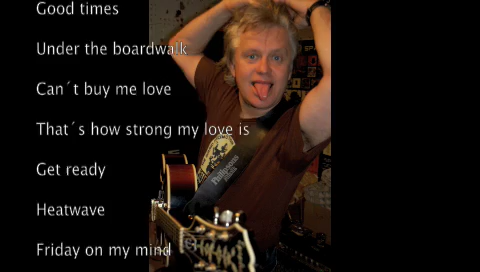 Good times
Under the boardwalk
Can´t buy me love
That´s how strong my love is
Get ready
Heatwave
Friday on my mind